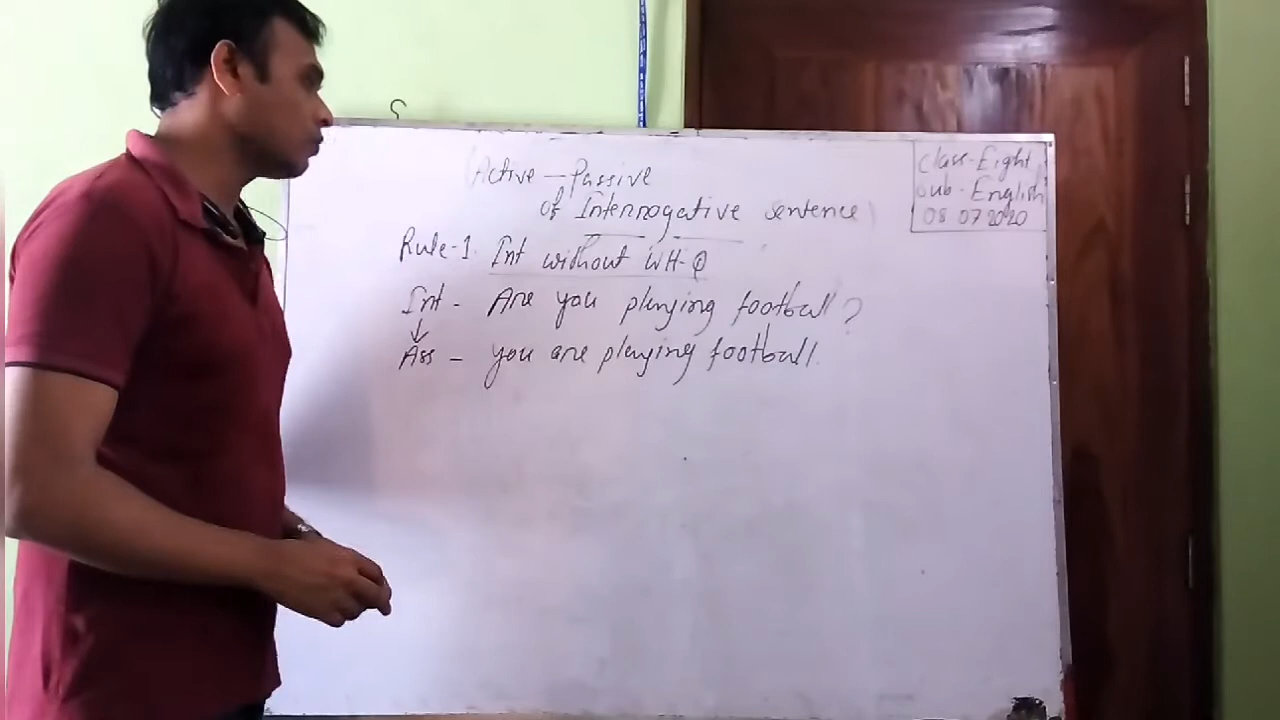 (Active - Passive
of Interrogative sentence)
Class-Eight
Sub-English
08 07 2020
Rule-1. Int without WH-Q
Int - Are you playing football?
↓
Ass - you are playing football.